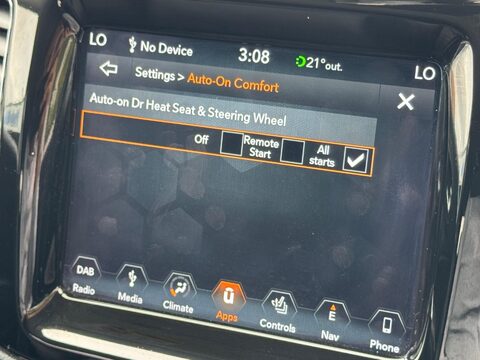 LO No Device 3:08 21°out. LO
Settings > Auto-On Comfort
Auto-on Dr Heat Seat & Steering Wheel
Off Remote Start All starts
DAB E
Radio Media Climate Apps Controls Nav Phone